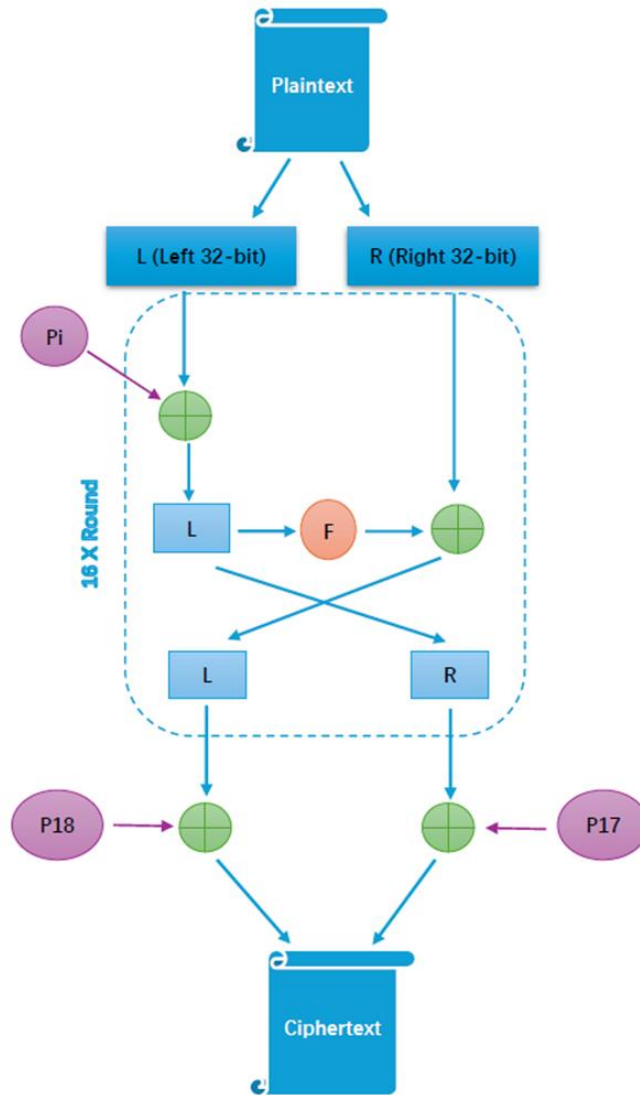 Plaintext
L (Left 32-bit)
R (Right 32-bit)
Pi
16 X Round
L
F
L
R
P18
P17
Ciphertext